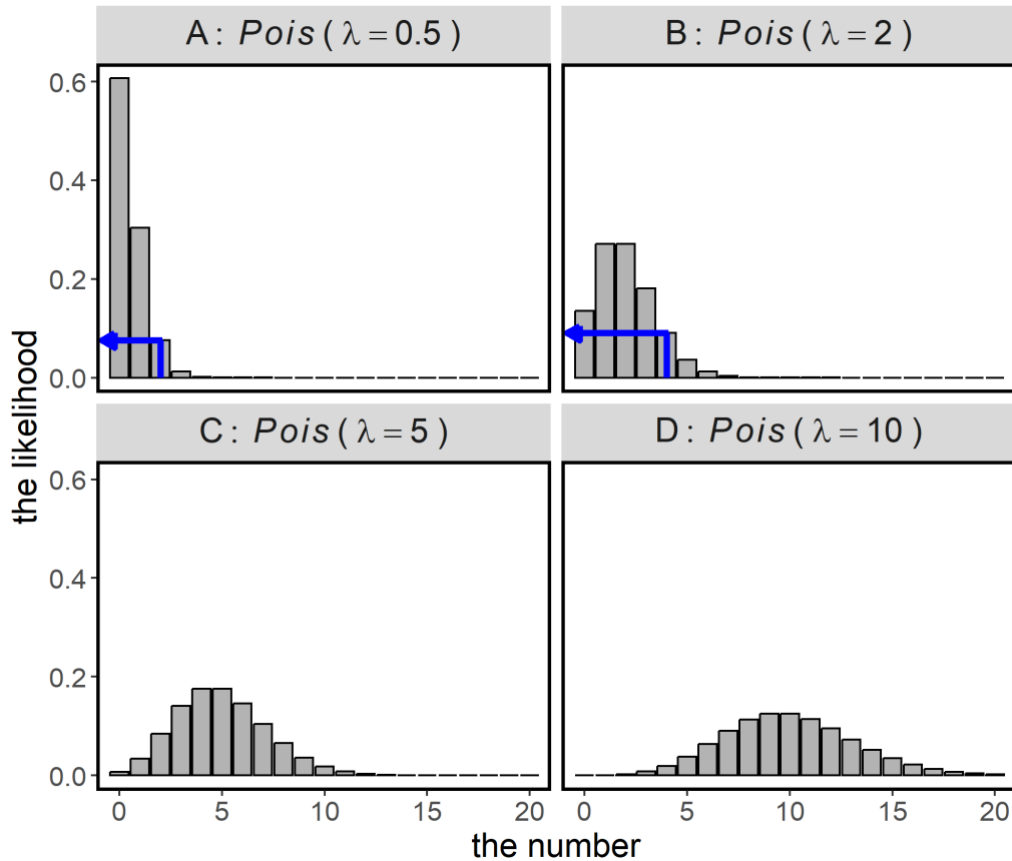 A : Pois ( λ = 0.5 )
B : Pois ( λ = 2 )
0.6
0.4
0.2
0.0
C : Pois ( λ = 5 )
D : Pois ( λ = 10 )
0.6
0.4
0.2
0.0
the likelihood
0 5 10 15 20
0 5 10 15 20
the number